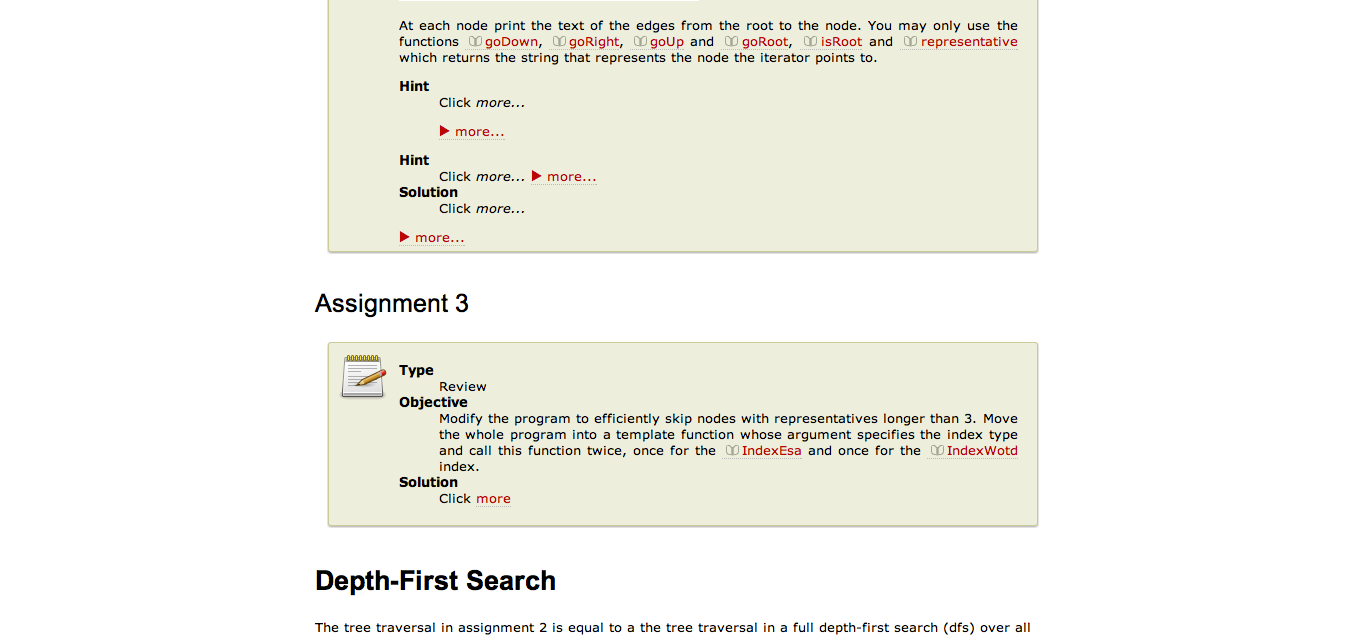 At each node print the text of the edges from the root to the node. You may only use the
functions goDown, goRight, goUp and goRoot, isRoot and representative
which returns the string that represents the node the iterator points to.
Hint
Click more...
more...
Hint
Click more... more...
Solution
Click more...
more...
Assignment 3
Type
Review
Objective
Modify the program to efficiently skip nodes with representatives longer than 3. Move
the whole program into a template function whose argument specifies the index type
and call this function twice, once for the IndexEsa and once for the IndexWotd
index.
Solution
Click more
Depth-First Search
The tree traversal in assignment 2 is equal to a the tree traversal in a full depth-first search (dfs) over all